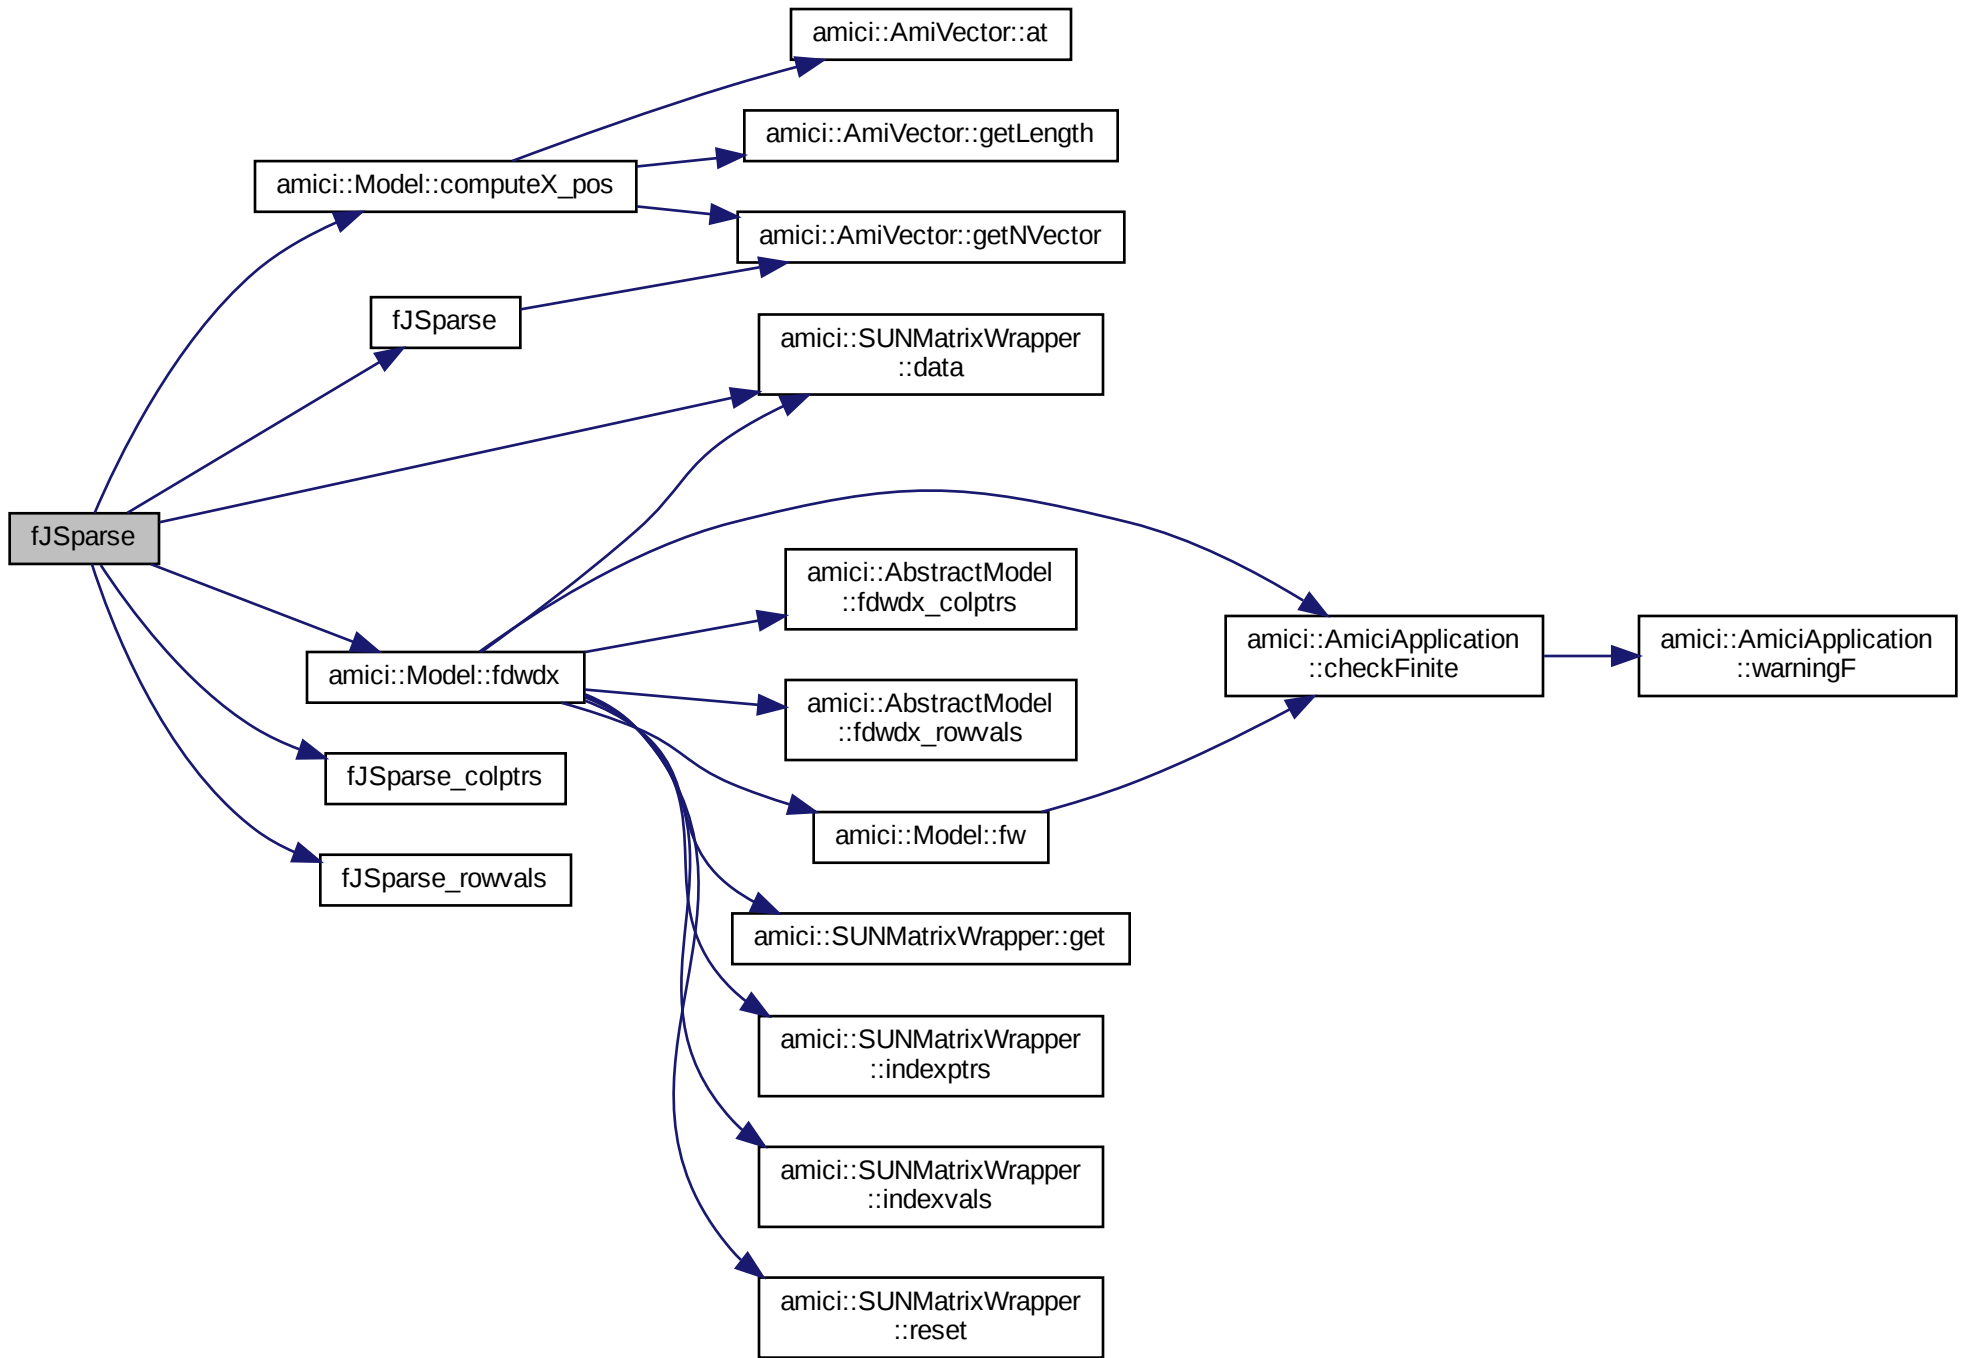 amici::AmiVector::at
amici::AmiVector::getLength
amici::Model::computeX_pos
amici::AmiVector::getNVector
fJSparse
amici::SUNMatrixWrapper
::data
fJSparse
amici::AbstractModel
::fdwdx_colptrs
amici::AmiciApplication
::checkFinite
amici::AmiciApplication
::warningF
amici::Model::fdwdx
amici::AbstractModel
::fdwdx_rowvals
fJSparse_colptrs
amici::Model::fw
fJSparse_rowvals
amici::SUNMatrixWrapper::get
amici::SUNMatrixWrapper
::indexptrs
amici::SUNMatrixWrapper
::indexvals
amici::SUNMatrixWrapper
::reset